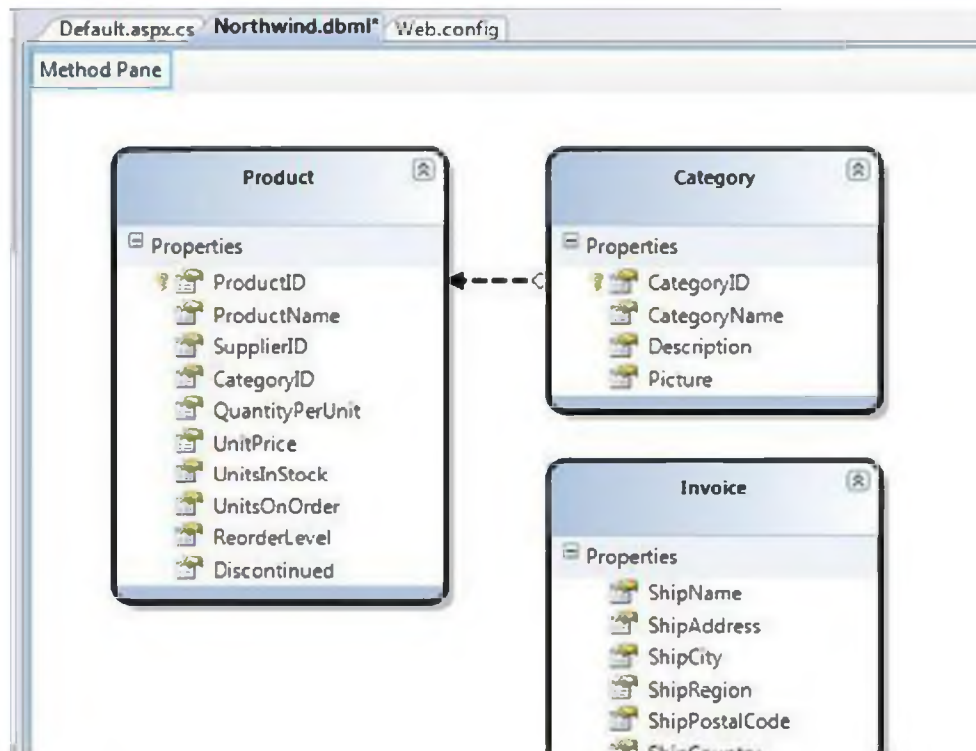 Default.aspx.cs Northwind.dbml* Web.config
Method Pane
Product
Properties
ProductID
ProductName
SupplierID
CategoryID
QuantityPerUnit
UnitPrice
UnitsInStock
UnitsOnOrder
ReorderLevel
Discontinued
Category
Properties
CategoryID
CategoryName
Description
Picture
Invoice
Properties
ShipName
ShipAddress
ShipCity
ShipRegion
ShipPostalCode